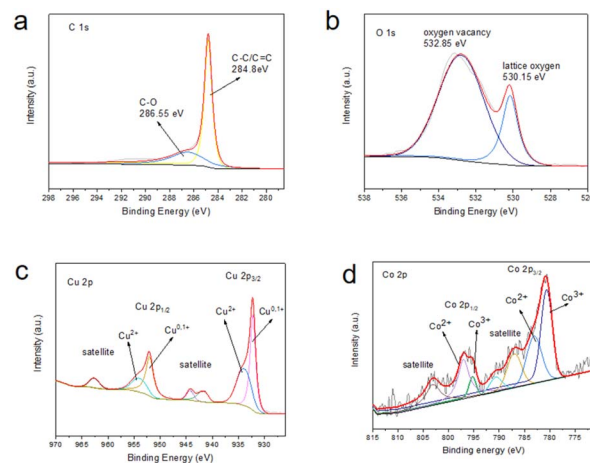 a
C 1s
C-C/C=C
284.8eV
C-O
286.55 eV
Intensity (a.u.)
298 296 294 292 290 288 286 284 282 280
Binding Energy (eV)
b
O 1s
oxygen vacancy
532.85 eV
lattice oxygen
530.15 eV
Intensity (a.u.)
538 536 534 532 530 528 526
Binding Energy (eV)
c
Cu 2p
Cu 2p3/2
Cu 2p1/2
Cu2+
Cu0,1+
Cu2+
Cu0,1+
satellite
satellite
Intensity (a.u.)
970 965 960 955 950 945 940 935 930
Binding Energy (eV)
d
Co 2p
Co 2p3/2
Co2+
Co3+
Co 2p1/2
Co2+
Co3+
satellite
satellite
Intensity (a.u.)
815 810 805 800 795 790 785 780 775
Binding energy (eV)